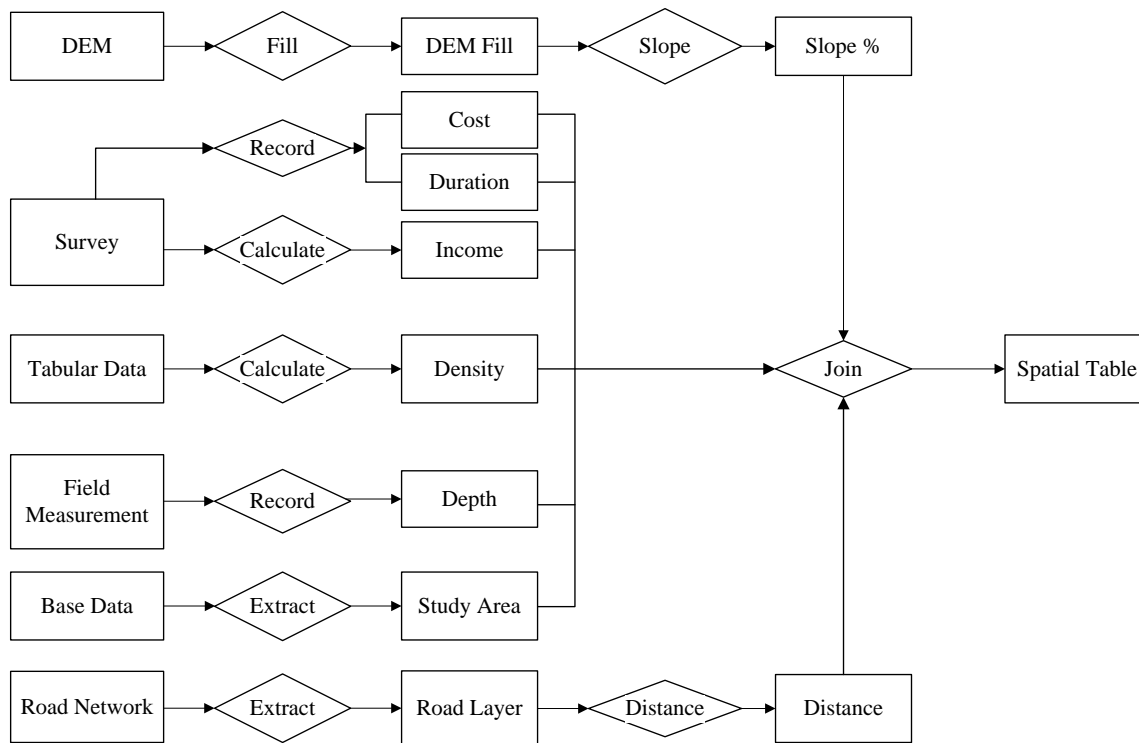 DEM
Fill
DEM Fill
Slope
Slope %
Cost
Record
Duration
Survey
Calculate
Income
Tabular Data
Calculate
Density
Join
Spatial Table
Field
Measurement
Record
Depth
Base Data
Extract
Study Area
Road Network
Extract
Road Layer
Distance
Distance